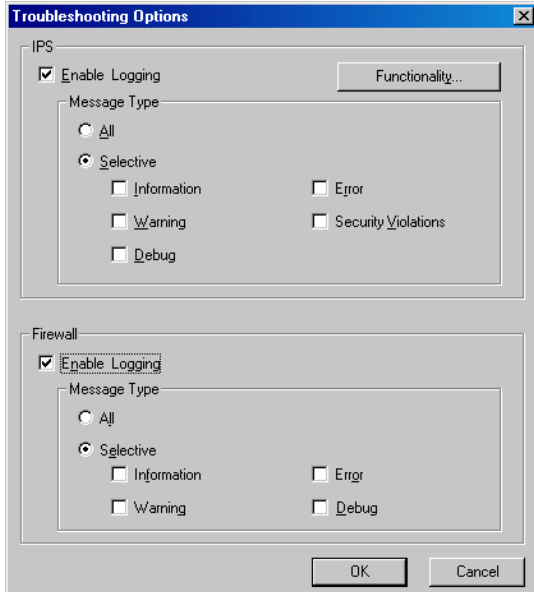 Troubleshooting Options
IPS
Enable Logging
Functionality...
Message Type
All
Selective
Information
Error
Warning
Security Violations
Debug
Firewall
Enable Logging
Message Type
All
Selective
Information
Error
Warning
Debug
OK
Cancel